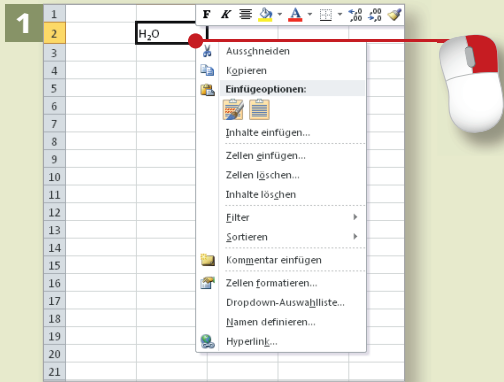 1
F K
1
2
H₂O
3
Ausschneiden
4
Kopieren
5
Einfügeoptionen:
6
7
Inhalte einfügen...
8
9
Zellen einfügen...
10
Zellen löschen...
11
Inhalte löschen
12
13
Filter
14
Sortieren
15
Kommentar einfügen
16
Zellen formatieren...
17
Dropdown-Auswahlliste...
18
Namen definieren...
19
Hyperlink...
20
21